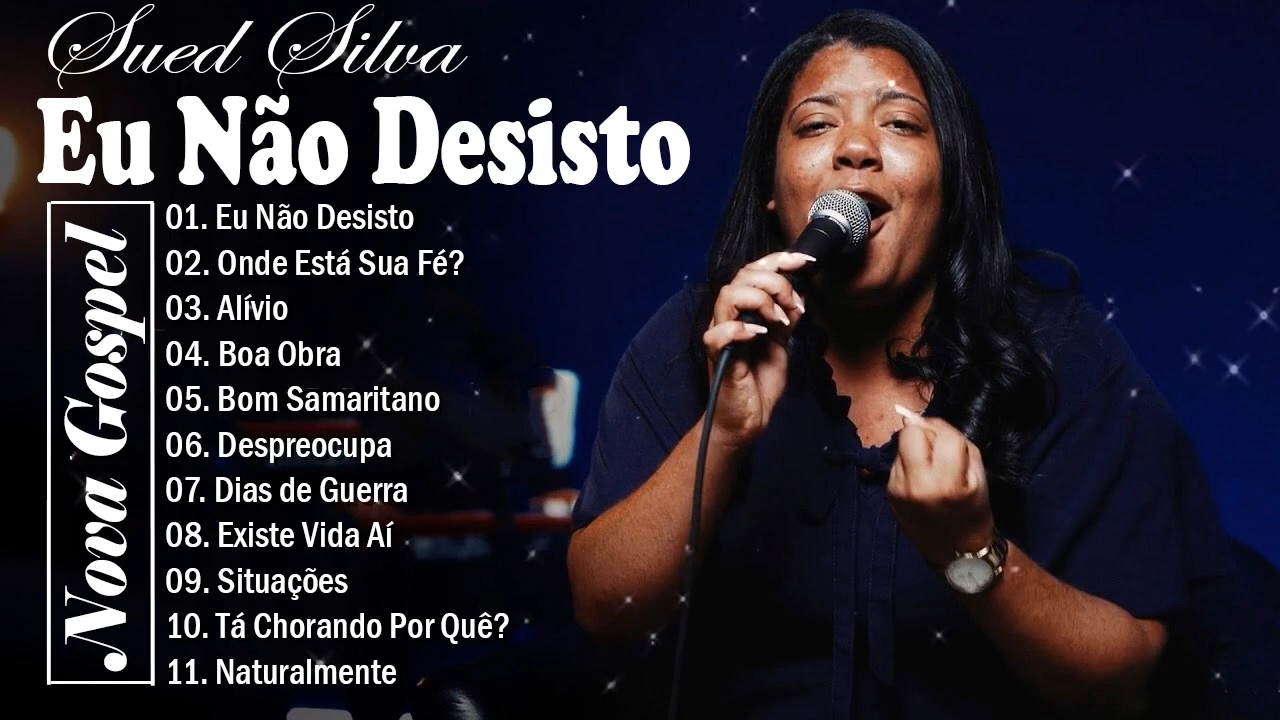 Sued Silva
Eu Não Desisto
Nova Gospel
01. Eu Não Desisto
02. Onde Está Sua Fé?
03. Alívio
04. Boa Obra
05. Bom Samaritano
06. Despreocupa
07. Dias de Guerra
08. Existe Vida Aí
09. Situações
10. Tá Chorando Por Quê?
11. Naturalmente